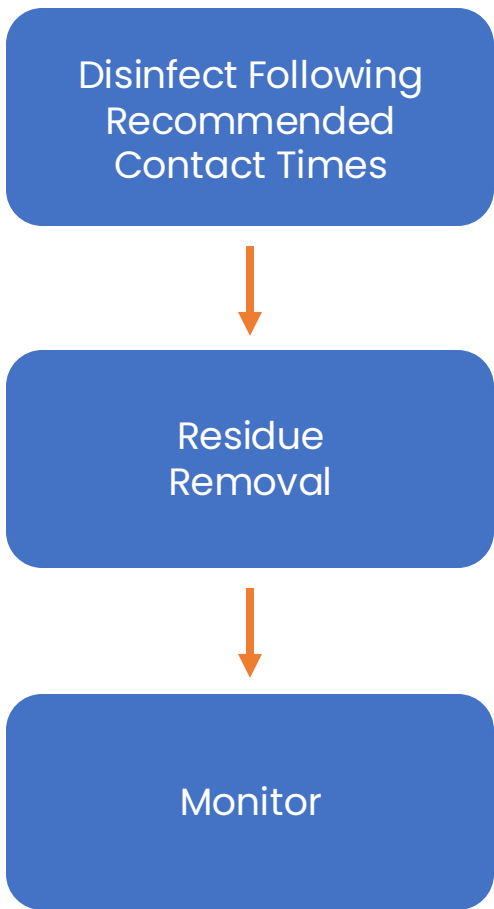 Disinfect Following
Recommended
Contact Times
Residue
Removal
Monitor